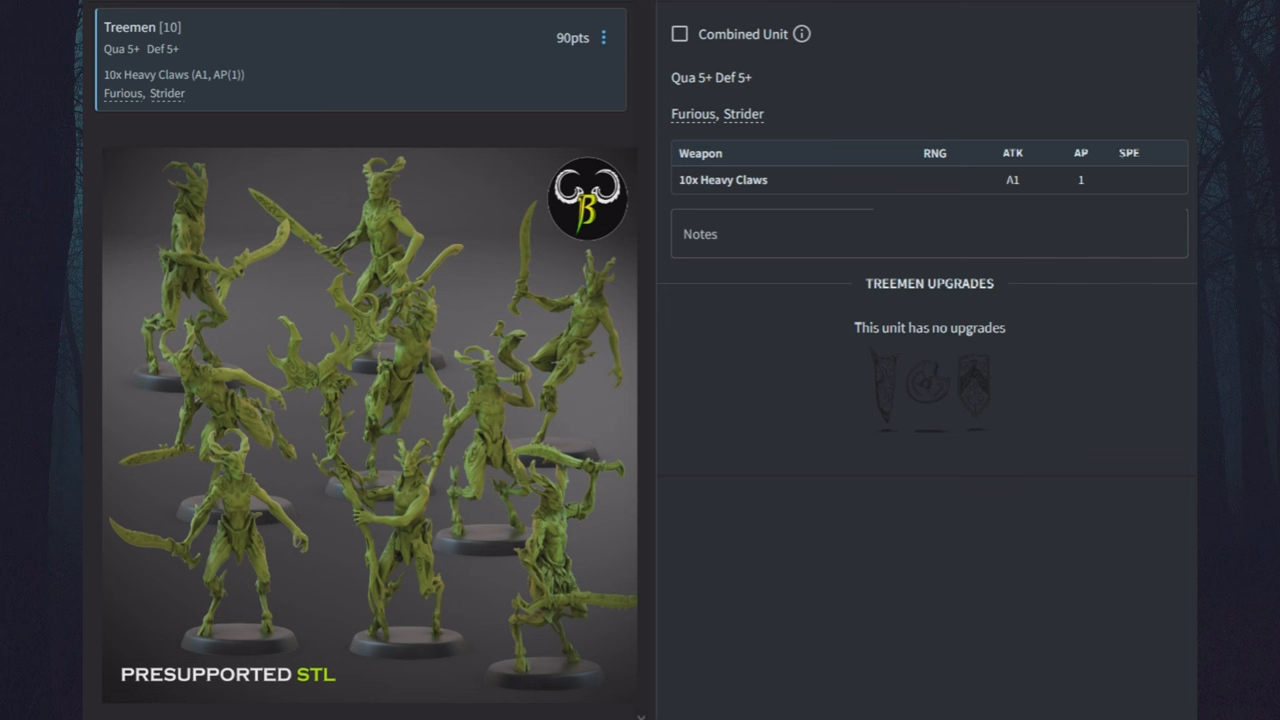 Treemen [10]
90pts
Qua 5+ Def 5+
10x Heavy Claws (A1, AP(1))
Furious, Strider
β
PRESUPPORTED STL
Combined Unit
Qua 5+ Def 5+
Furious, Strider
Weapon RNG ATK AP SPE
10x Heavy Claws A1 1
Notes
TREEMEN UPGRADES
This unit has no upgrades